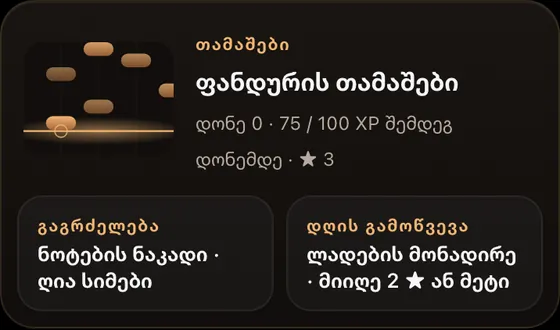 თამაშები
ფანდურის თამაშები
დონე 0 · 75 / 100 XP შემდეგ
დონემდე · ★ 3
გაგრძელება
ნოტების ნაკადი ·
ღია სიმები
დღის გამოწვევა
ლადების მონადირე
· მიიღე 2 ★ ან მეტი